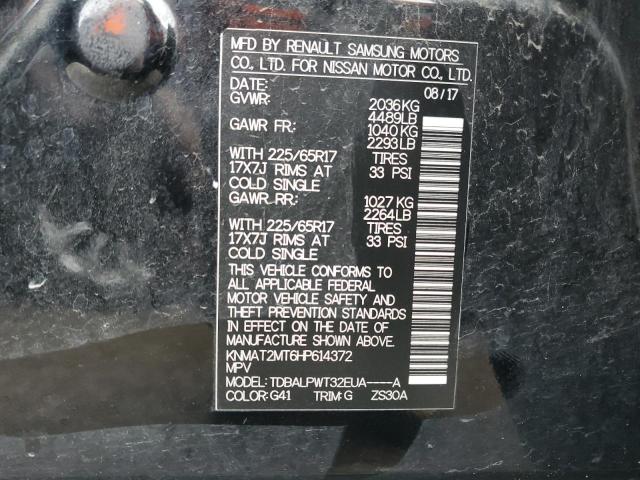 MFD BY RENAULT SAMSUNG MOTORS
CO., LTD. FOR NISSAN MOTOR CO., LTD.
DATE: 08/17
GVWR: 2036KG
4489LB
GAWR FR: 1040KG
2293LB
WITH 225/65R17 TIRES
17X7J RIMS AT 33 PSI
COLD SINGLE
GAWR RR: 1027 KG
2264LB
WITH 225/65R17 TIRES
17X7J RIMS AT 33 PSI
COLD SINGLE
THIS VEHICLE CONFORMS TO
ALL APPLICABLE FEDERAL
MOTOR VEHICLE SAFETY AND
THEFT PREVENTION STANDARDS
IN EFFECT ON THE DATE OF
MANUFACTURE SHOWN ABOVE.
KNMAT2MT6HP614372
MPV
MODEL: TDBALPWT32EUA----A
COLOR: G41 TRIM: G ZS30A